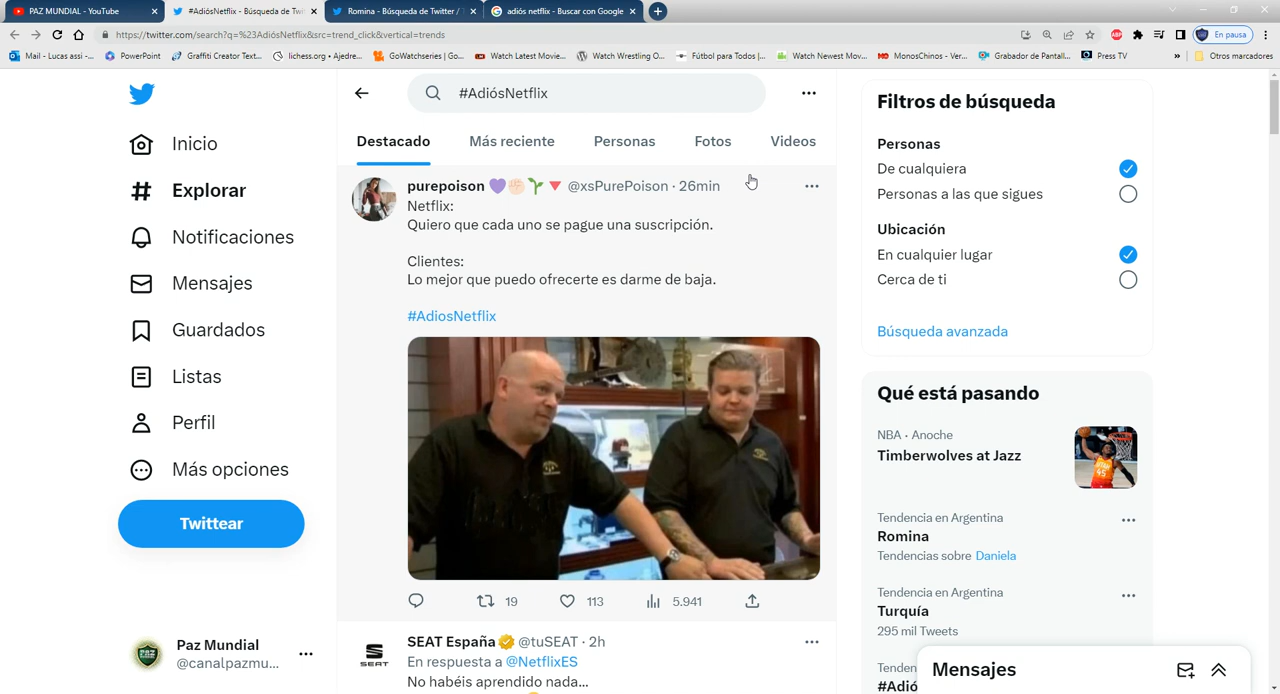 PAZ MUNDIAL - YouTube
#AdiósNetflix - Búsqueda de Twi
Romina - Búsqueda de Twitter / T
adiós netflix - Buscar con Google
https://twitter.com/search?q=%23AdiósNetflix&src=trend_click&vertical=trends
En pausa
Mail - Lucas assi -...
PowerPoint
Graffiti Creator Text...
lichess.org • Ajedre...
GoWatchseries | Go...
Watch Latest Movie...
Watch Wrestling O...
Fútbol para Todos |...
Watch Newest Mov...
MonosChinos - Ver...
Grabador de Pantall...
Press TV
»
Otros marcadores
Inicio
Explorar
Notificaciones
Mensajes
Guardados
Listas
Perfil
Más opciones
Twittear
Paz Mundial
@canalpazmu...
#AdiósNetflix
Destacado
Más reciente
Personas
Fotos
Videos
purepoison 💜✊🏻🌱🔻 @xsPurePoison · 26min
Netflix:
Quiero que cada uno se pague una suscripción.
Clientes:
Lo mejor que puedo ofrecerte es darme de baja.
#AdiosNetflix
19
113
5.941
SEAT
SEAT España @tuSEAT · 2h
En respuesta a @NetflixES
No habéis aprendido nada...
Filtros de búsqueda
Personas
De cualquiera
Personas a las que sigues
Ubicación
En cualquier lugar
Cerca de ti
Búsqueda avanzada
Qué está pasando
NBA · Anoche
Timberwolves at Jazz
Tendencia en Argentina
Romina
Tendencias sobre Daniela
Tendencia en Argentina
Turquía
295 mil Tweets
Tenden
#Adió
Mensajes